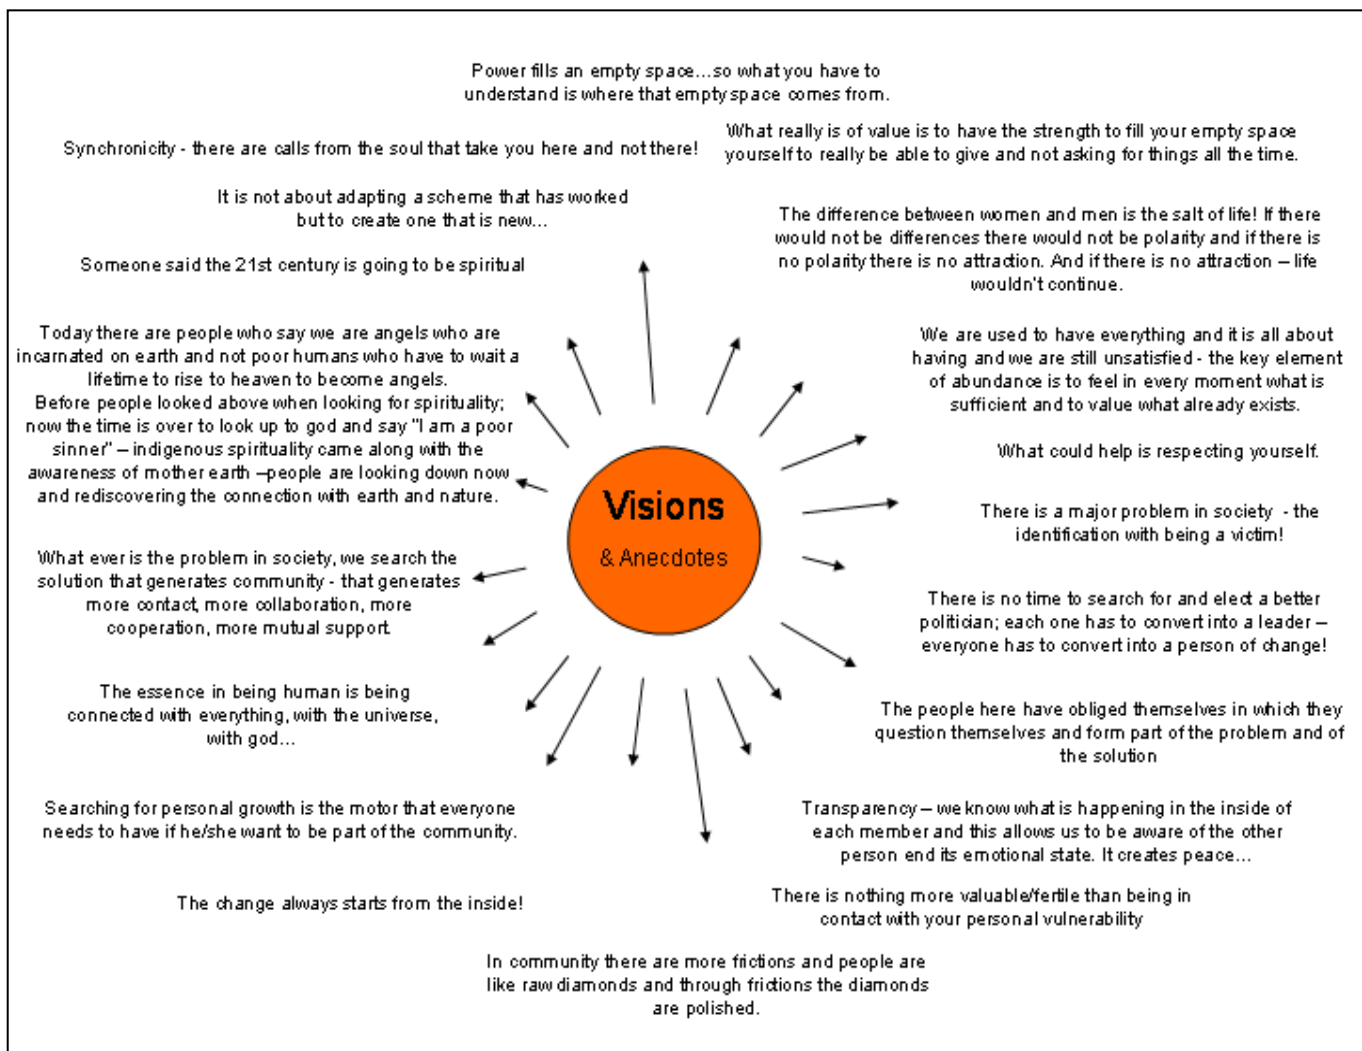 Power fills an empty space...so what you have to
understand is where that empty space comes from.
What really is of value is to have the strength to fill your empty space
yourself to really be able to give and not asking for things all the time.
Synchronicity - there are calls from the soul that take you here and not there!
It is not about adapting a scheme that has worked
but to create one that is new...
The difference between women and men is the salt of life! If there
would not be differences there would not be polarity and if there is
no polarity there is no attraction. And if there is no attraction – life
wouldn't continue.
Someone said the 21st century is going to be spiritual
Today there are people who say we are angels who are
incarnated on earth and not poor humans who have to wait a
lifetime to rise to heaven to become angels.
Before people looked above when looking for spirituality;
now the time is over to look up to god and say "I am a poor
sinner" – indigenous spirituality came along with the
awareness of mother earth –people are looking down now
and rediscovering the connection with earth and nature.
We are used to have everything and it is all about
having and we are still unsatisfied - the key element
of abundance is to feel in every moment what is
sufficient and to value what already exists.
What could help is respecting yourself.
Visions
& Anecdotes
There is a major problem in society - the
identification with being a victim!
What ever is the problem in society, we search the
solution that generates community - that generates
more contact, more collaboration, more
cooperation, more mutual support.
There is no time to search for and elect a better
politician; each one has to convert into a leader –
everyone has to convert into a person of change!
The essence in being human is being
connected with everything, with the universe,
with god...
The people here have obliged themselves in which they
question themselves and form part of the problem and of
the solution
Searching for personal growth is the motor that everyone
needs to have if he/she want to be part of the community.
Transparency – we know what is happening in the inside of
each member and this allows us to be aware of the other
person end its emotional state. It creates peace...
The change always starts from the inside!
There is nothing more valuable/fertile than being in
contact with your personal vulnerability
In community there are more frictions and people are
like raw diamonds and through frictions the diamonds
are polished.